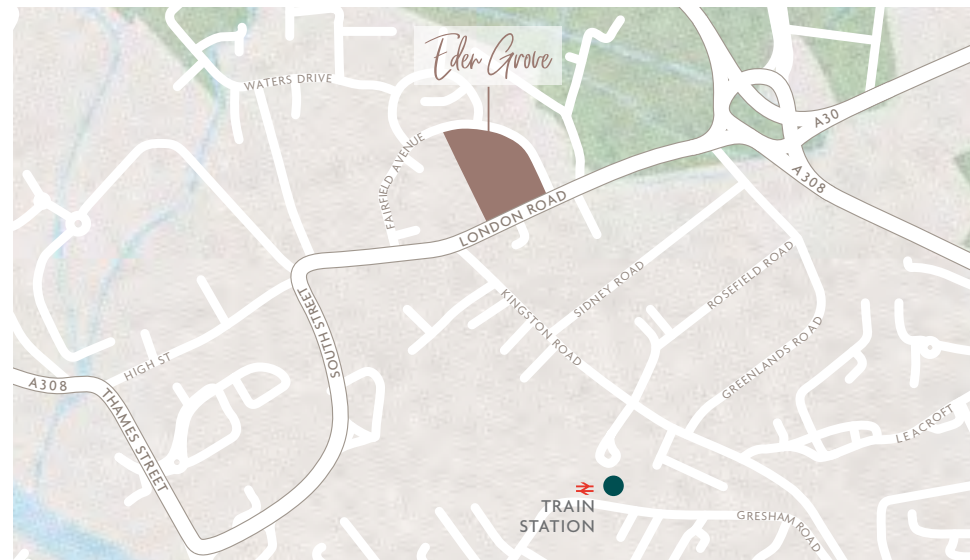 Eden Grove
WATERS DRIVE
A30
FAIRFIELD AVENUE
A308
LONDON ROAD
SIDNEY ROAD
ROSEFIELD ROAD
KINGSTON ROAD
SOUTH STREET
GREENLANDS ROAD
HIGH ST
A308
THAMES STREET
LEACROFT
TRAIN
STATION
GRESHAM ROAD